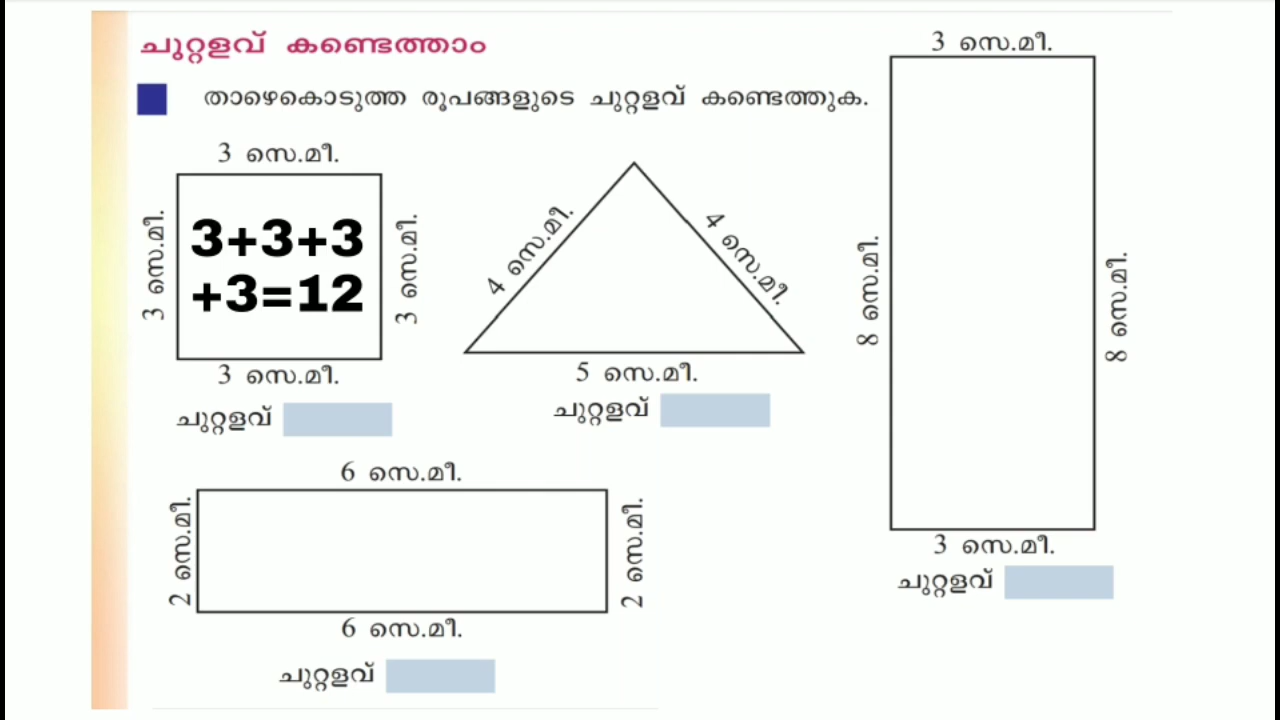 ചുറ്റളവ് കണ്ടെത്താം
താഴെകൊടുത്ത രൂപങ്ങളുടെ ചുറ്റളവ് കണ്ടെത്തുക.
3 സെ.മീ.
3 സെ.മീ.
3+3+3
+3=12
3 സെ.മീ.
3 സെ.മീ.
ചുറ്റളവ്
4 സെ.മീ.
4 സെ.മീ.
5 സെ.മീ.
ചുറ്റളവ്
3 സെ.മീ.
8 സെ.മീ.
8 സെ.മീ.
3 സെ.മീ.
ചുറ്റളവ്
6 സെ.മീ.
2 സെ.മീ.
2 സെ.മീ.
6 സെ.മീ.
ചുറ്റളവ്